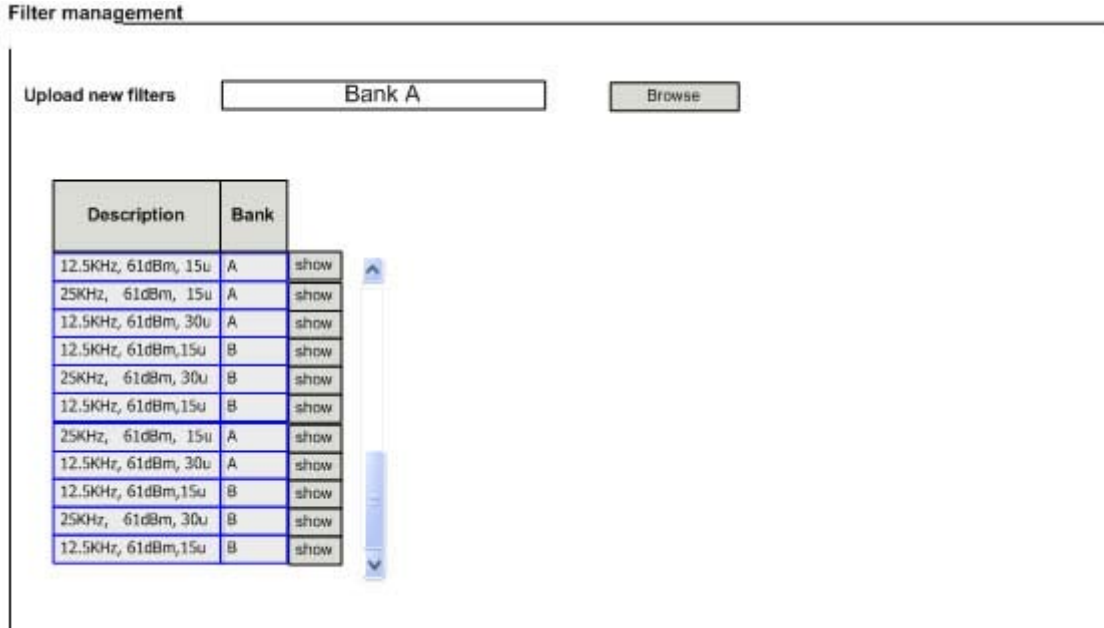 Filter management
Upload new filters Bank A Browse
Description Bank
12.5KHz, 61dBm, 15u A show
25KHz, 61dBm, 15u A show
12.5KHz, 61dBm, 30u A show
12.5KHz, 61dBm,15u B show
25KHz, 61dBm, 30u B show
12.5KHz, 61dBm,15u B show
25KHz, 61dBm, 15u A show
12.5KHz, 61dBm, 30u A show
12.5KHz, 61dBm,15u B show
25KHz, 61dBm, 30u B show
12.5KHz, 61dBm,15u B show